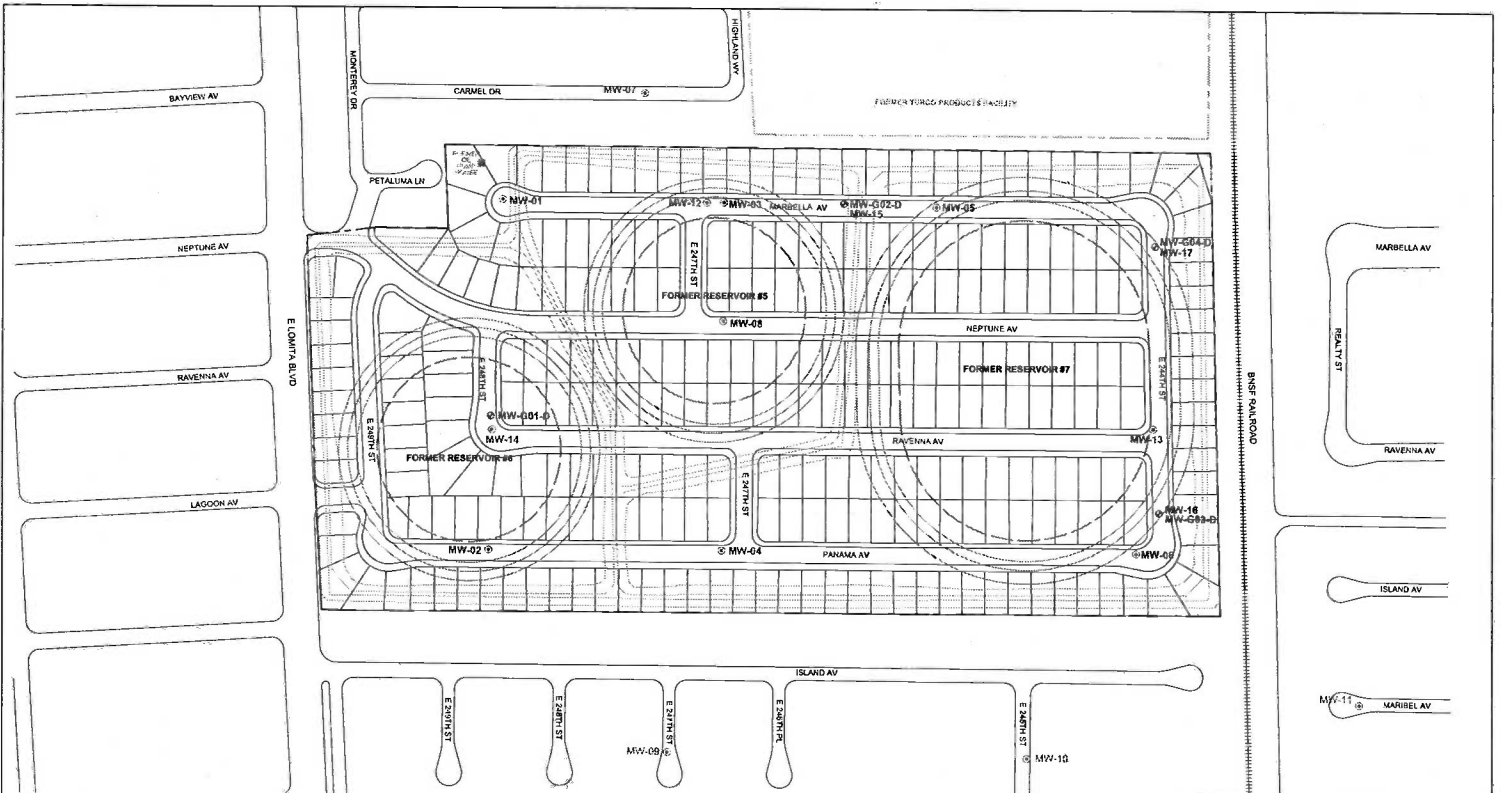 BAYVIEW AV
MONTEREY DR
CARMEL DR
MW-07
HIGHLAND WY
FORMER TURCO PRODUCTS FACILITY
PETALUMA LN
MW-01
MW-12
MW-03
MARBELLA AV
MW-G02-D
MW-15
MW-05
MW-G04-D
MW-17
NEPTUNE AV
E 247TH ST
FORMER RESERVOIR #5
MW-08
NEPTUNE AV
MARBELLA AV
REALTY ST
E LOMITA BLVD
E 248TH ST
FORMER RESERVOIR #7
E 244TH ST
BNSF RAILROAD
RAVENNA AV
MW-G01-D
MW-14
E 249TH ST
FORMER RESERVOIR #6
RAVENNA AV
MW-13
RAVENNA AV
E 247TH ST
LAGOON AV
MW-16
MW-G03-D
MW-02
MW-04
PANAMA AV
MW-06
ISLAND AV
ISLAND AV
E 249TH ST
E 248TH ST
E 247TH ST
MW-09
E 246TH PL
E 245TH ST
MW-10
MW-11
MARIBEL AV